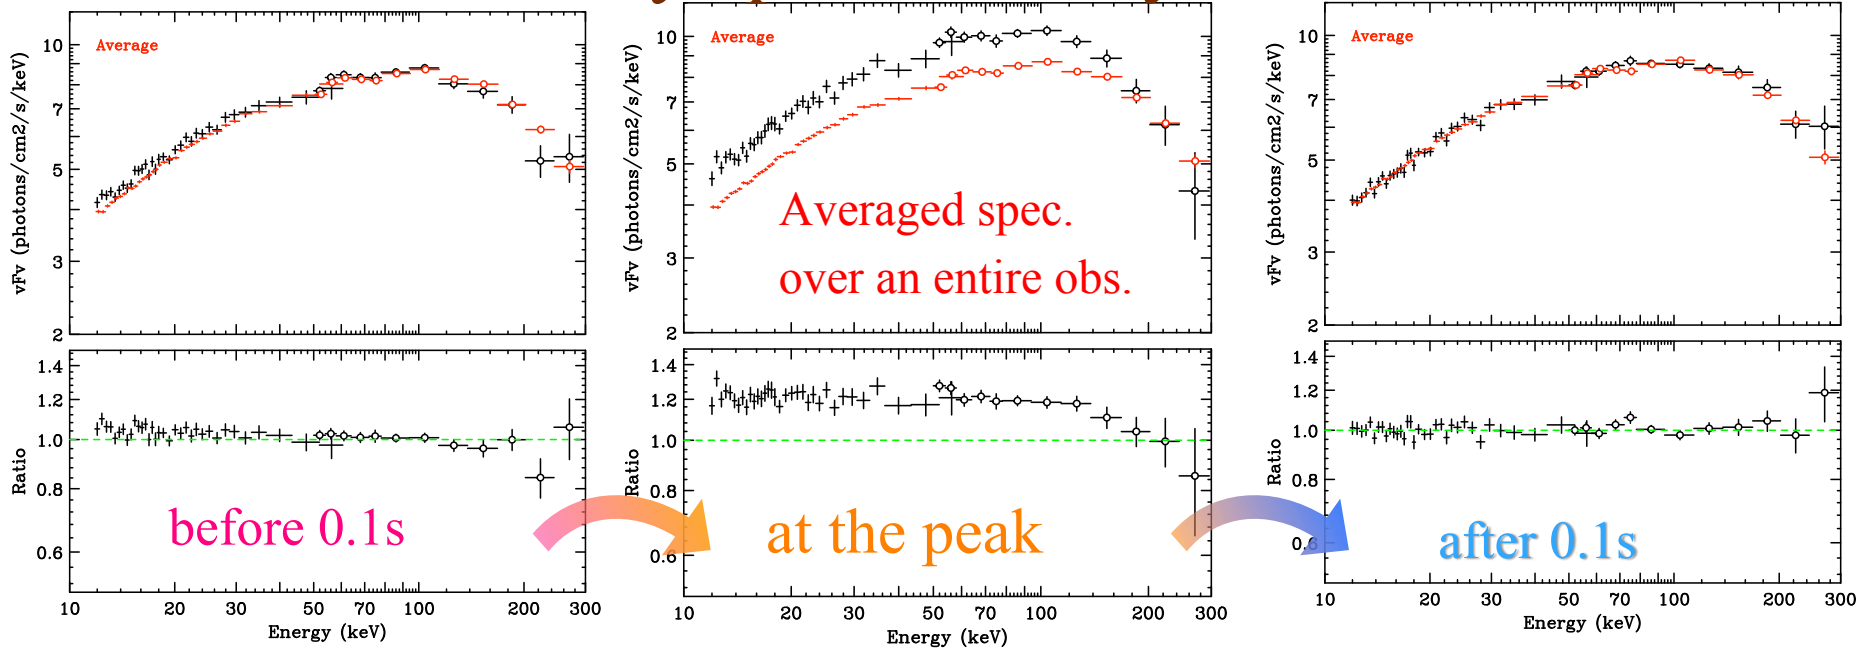 Average
10
7
5
3
2
νFν (photons/cm2/s/keV)
1.4
1.2
1.0
0.8
0.6
Ratio
before 0.1s
10 20 30 50 70 100 200 300
Energy (keV)
Average
10
7
5
3
2
νFν (photons/cm2/s/keV)
Averaged spec.
over an entire obs.
1.4
1.2
1.0
0.8
0.6
Ratio
at the peak
10 20 30 50 70 100 200 300
Energy (keV)
Average
10
7
5
3
2
νFν (photons/cm2/s/keV)
1.4
1.2
1.0
0.8
0.6
Ratio
after 0.1s
10 20 30 50 70 100 200 300
Energy (keV)